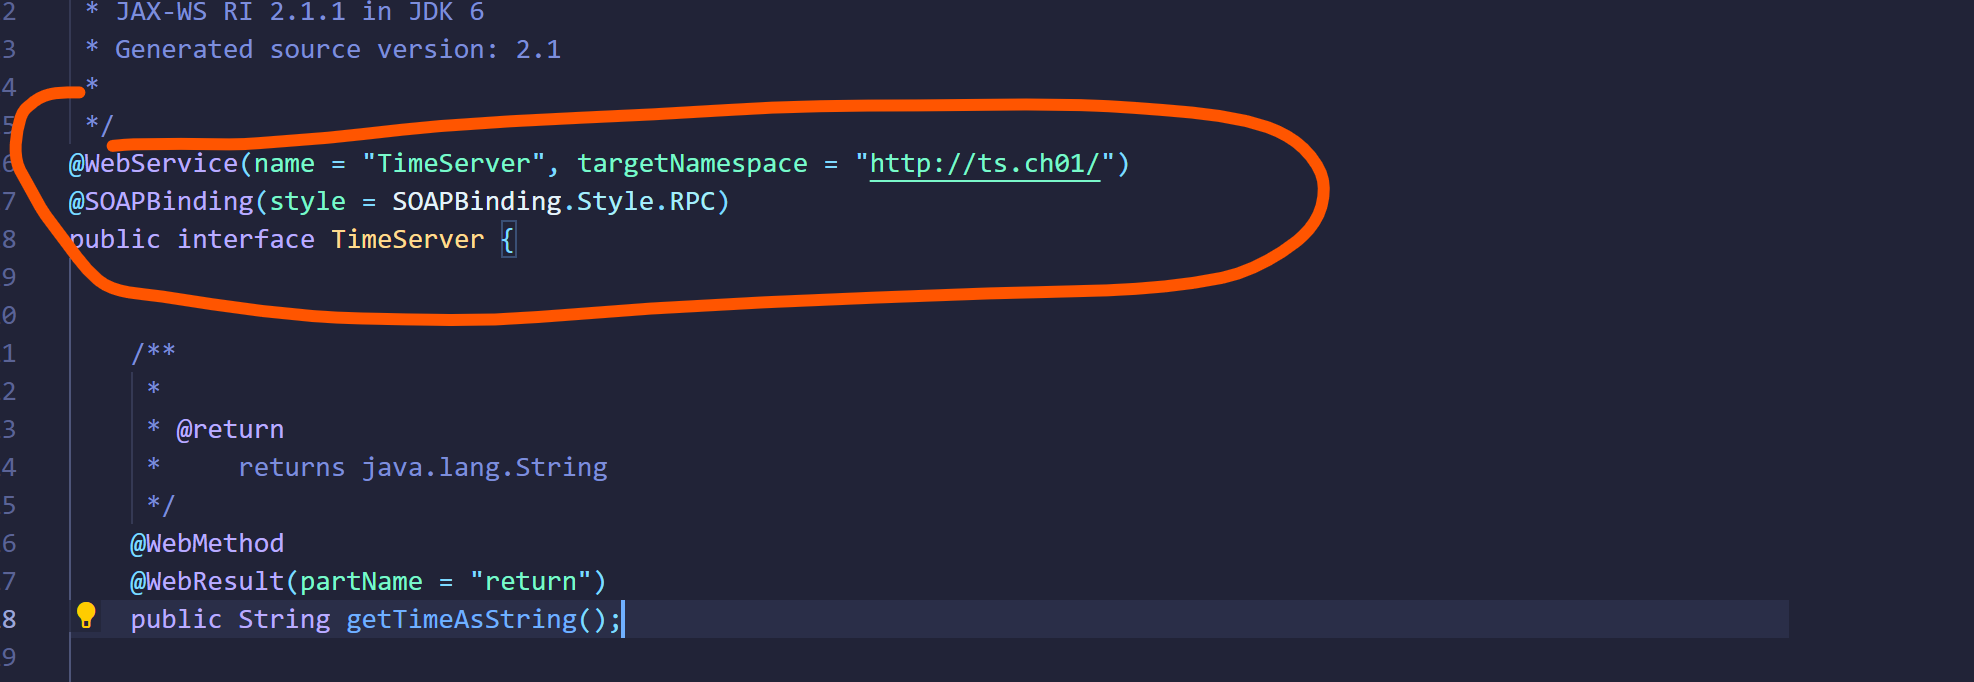 2 * JAX-WS RI 2.1.1 in JDK 6
3 * Generated source version: 2.1
4 *
5 */
6 @WebService(name = "TimeServer", targetNamespace = "http://ts.ch01/")
7 @SOAPBinding(style = SOAPBinding.Style.RPC)
8 public interface TimeServer {
9
0
1 /**
2 *
3 * @return
4 * returns java.lang.String
5 */
6 @WebMethod
7 @WebResult(partName = "return")
8 public String getTimeAsString();
9